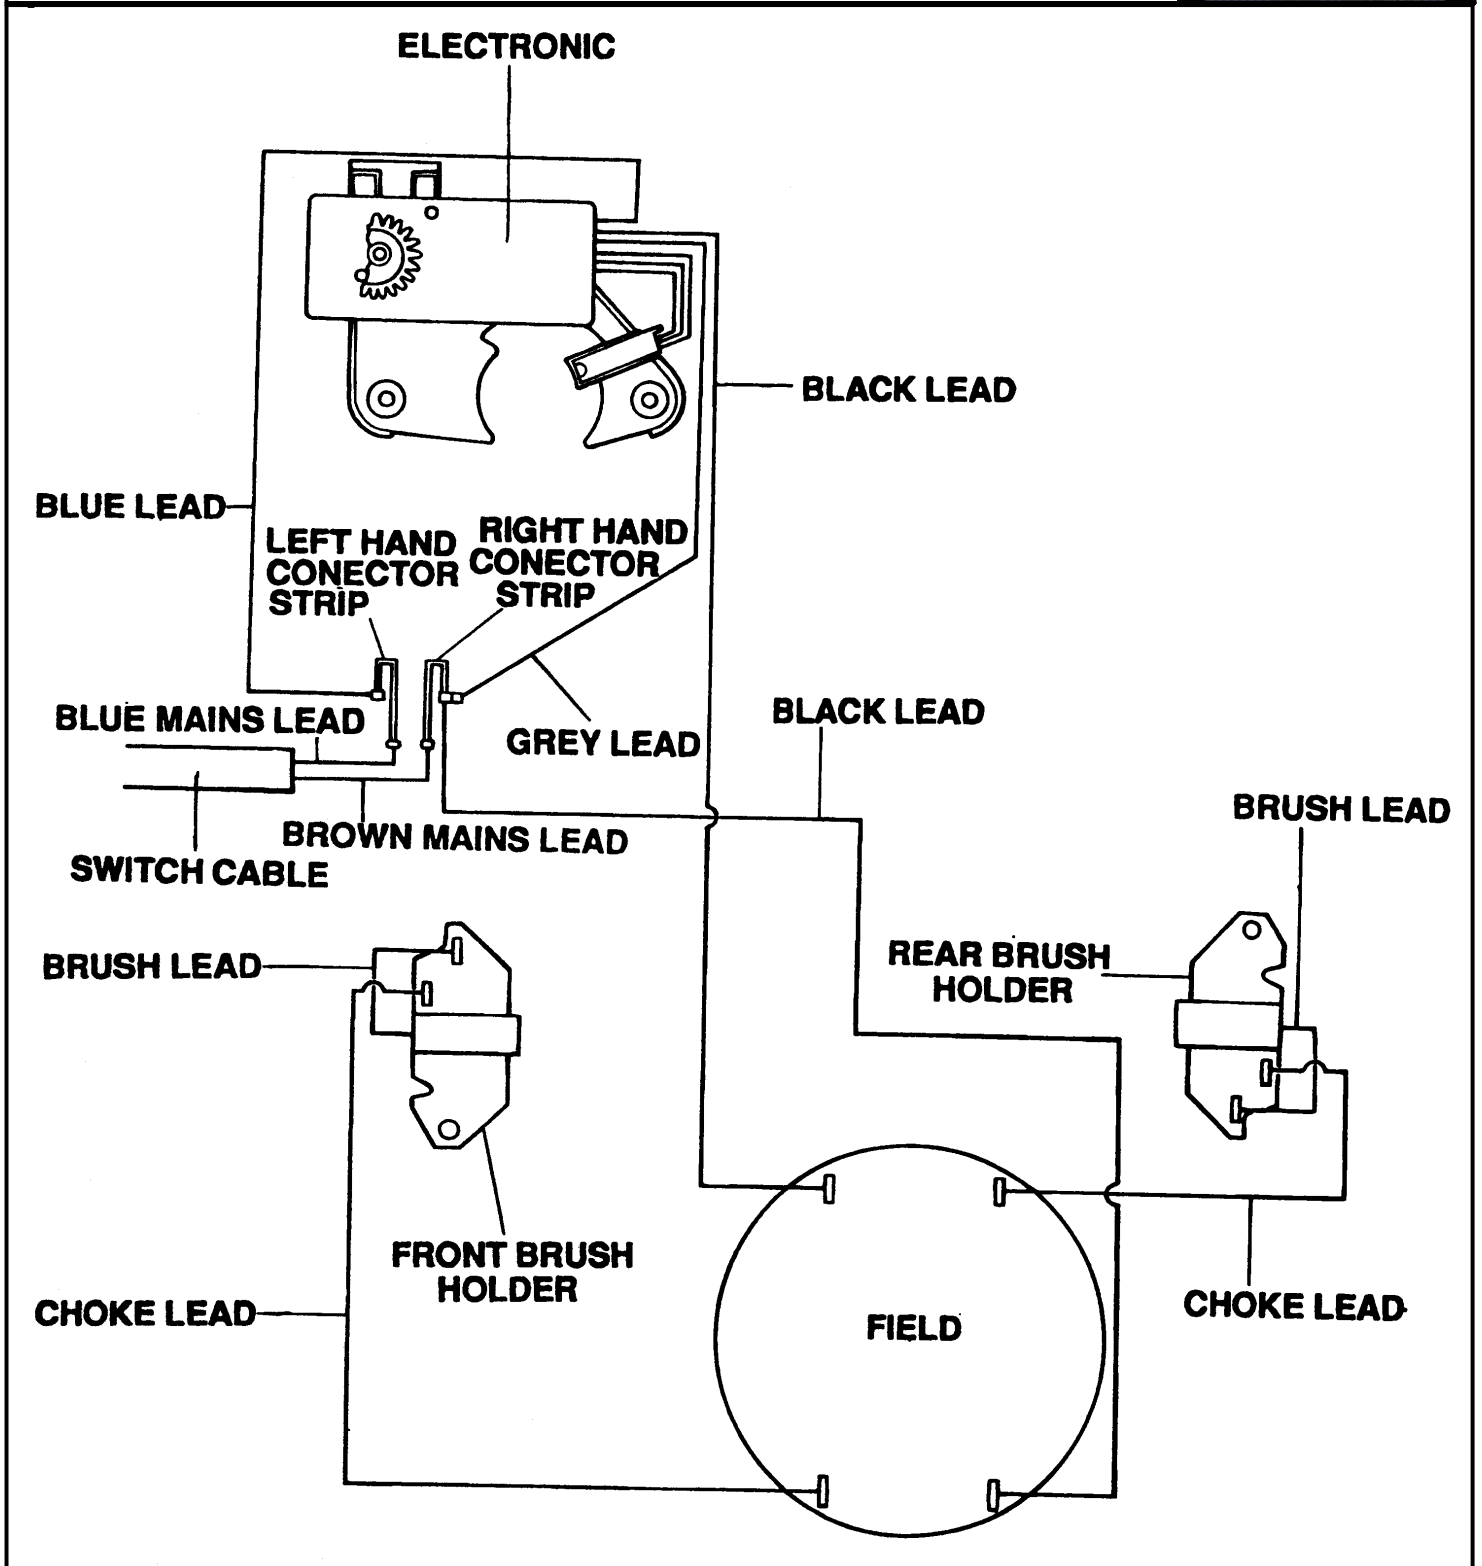 ELECTRONIC
BLACK LEAD
BLUE LEAD
LEFT HAND
CONECTOR
STRIP
RIGHT HAND
CONECTOR
STRIP
BLUE MAINS LEAD
GREY LEAD
BLACK LEAD
BROWN MAINS LEAD
SWITCH CABLE
BRUSH LEAD
BRUSH LEAD
REAR BRUSH
HOLDER
FRONT BRUSH
HOLDER
CHOKE LEAD
FIELD
CHOKE LEAD